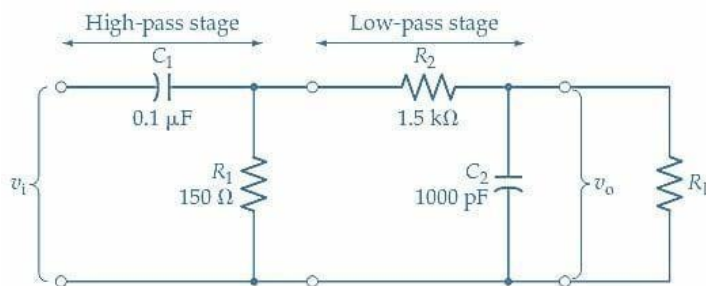 High-pass stage
Low-pass stage
C1
0.1 μF
R2
1.5 kΩ
R1
150 Ω
C2
1000 pF
vi
vo